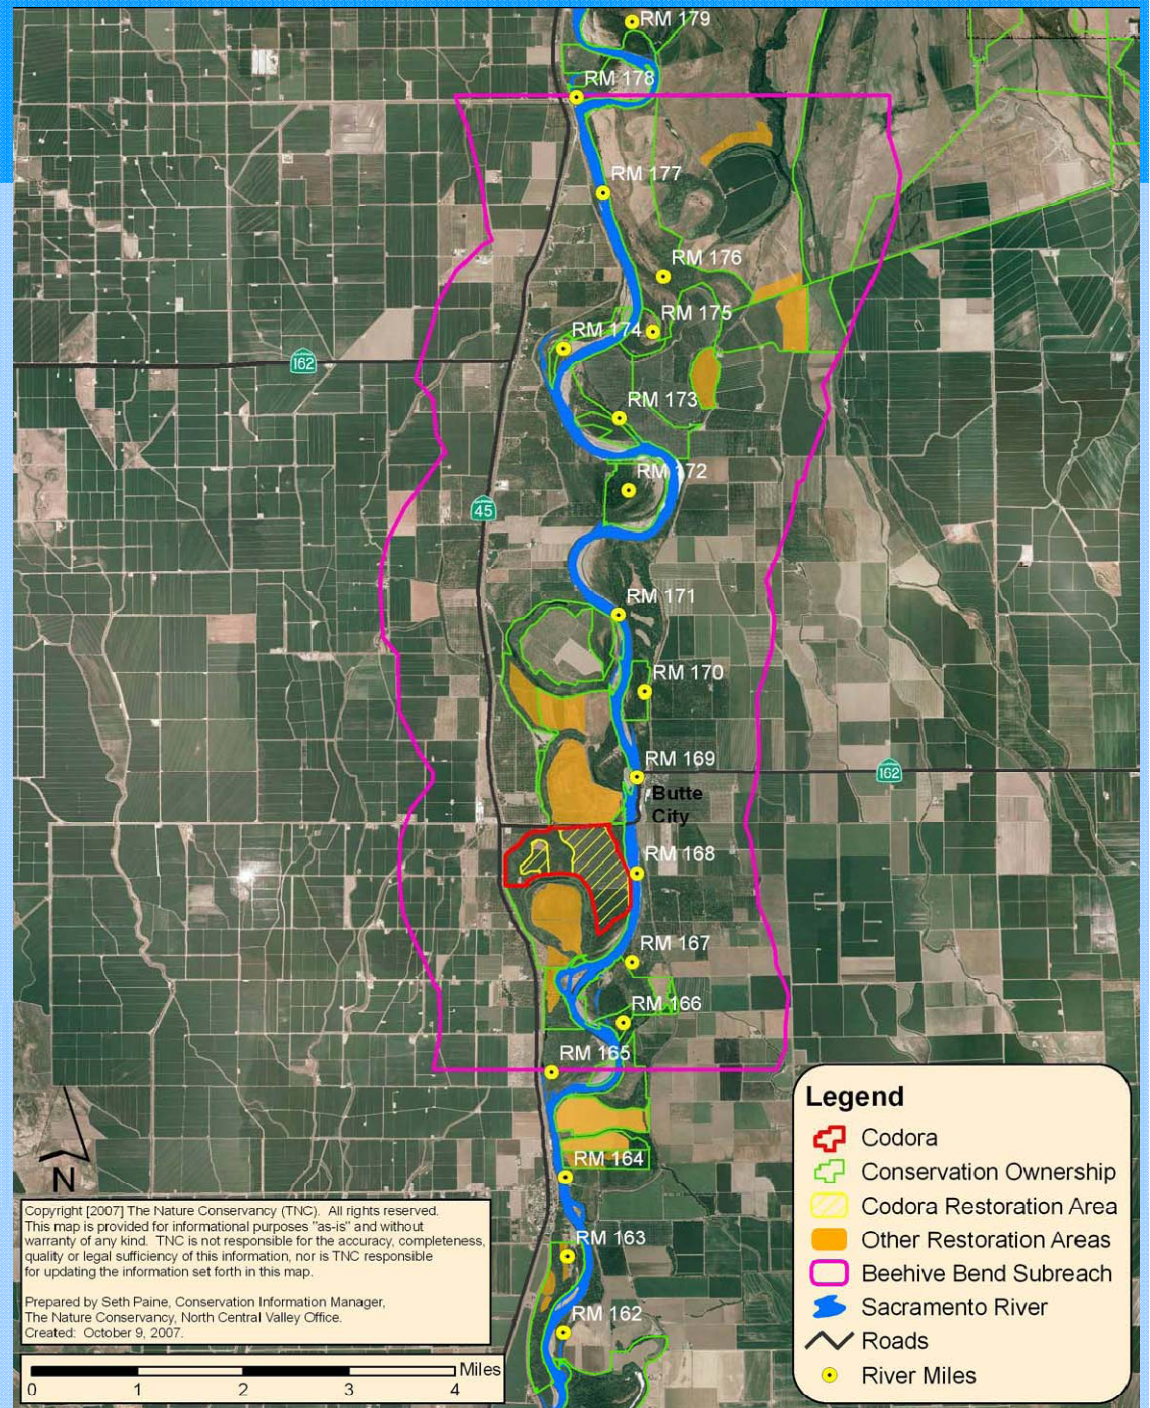 RM 179
RM 178
RM 177
RM 176
RM 175
RM 174
162
RM 173
RM 172
45
RM 171
RM 170
RM 169
162
Butte
City
RM 168
RM 167
RM 166
RM 165
RM 164
RM 163
RM 162
N
Copyright [2007] The Nature Conservancy (TNC). All rights reserved.
This map is provided for informational purposes "as-is" and without
warranty of any kind. TNC is not responsible for the accuracy, completeness,
quality or legal sufficiency of this information, nor is TNC responsible
for updating the information set forth in this map.
Prepared by Seth Paine, Conservation Information Manager,
The Nature Conservancy, North Central Valley Office.
Created: October 9, 2007.
Miles
0 1 2 3 4
Legend
Codora
Conservation Ownership
Codora Restoration Area
Other Restoration Areas
Beehive Bend Subreach
Sacramento River
Roads
River Miles